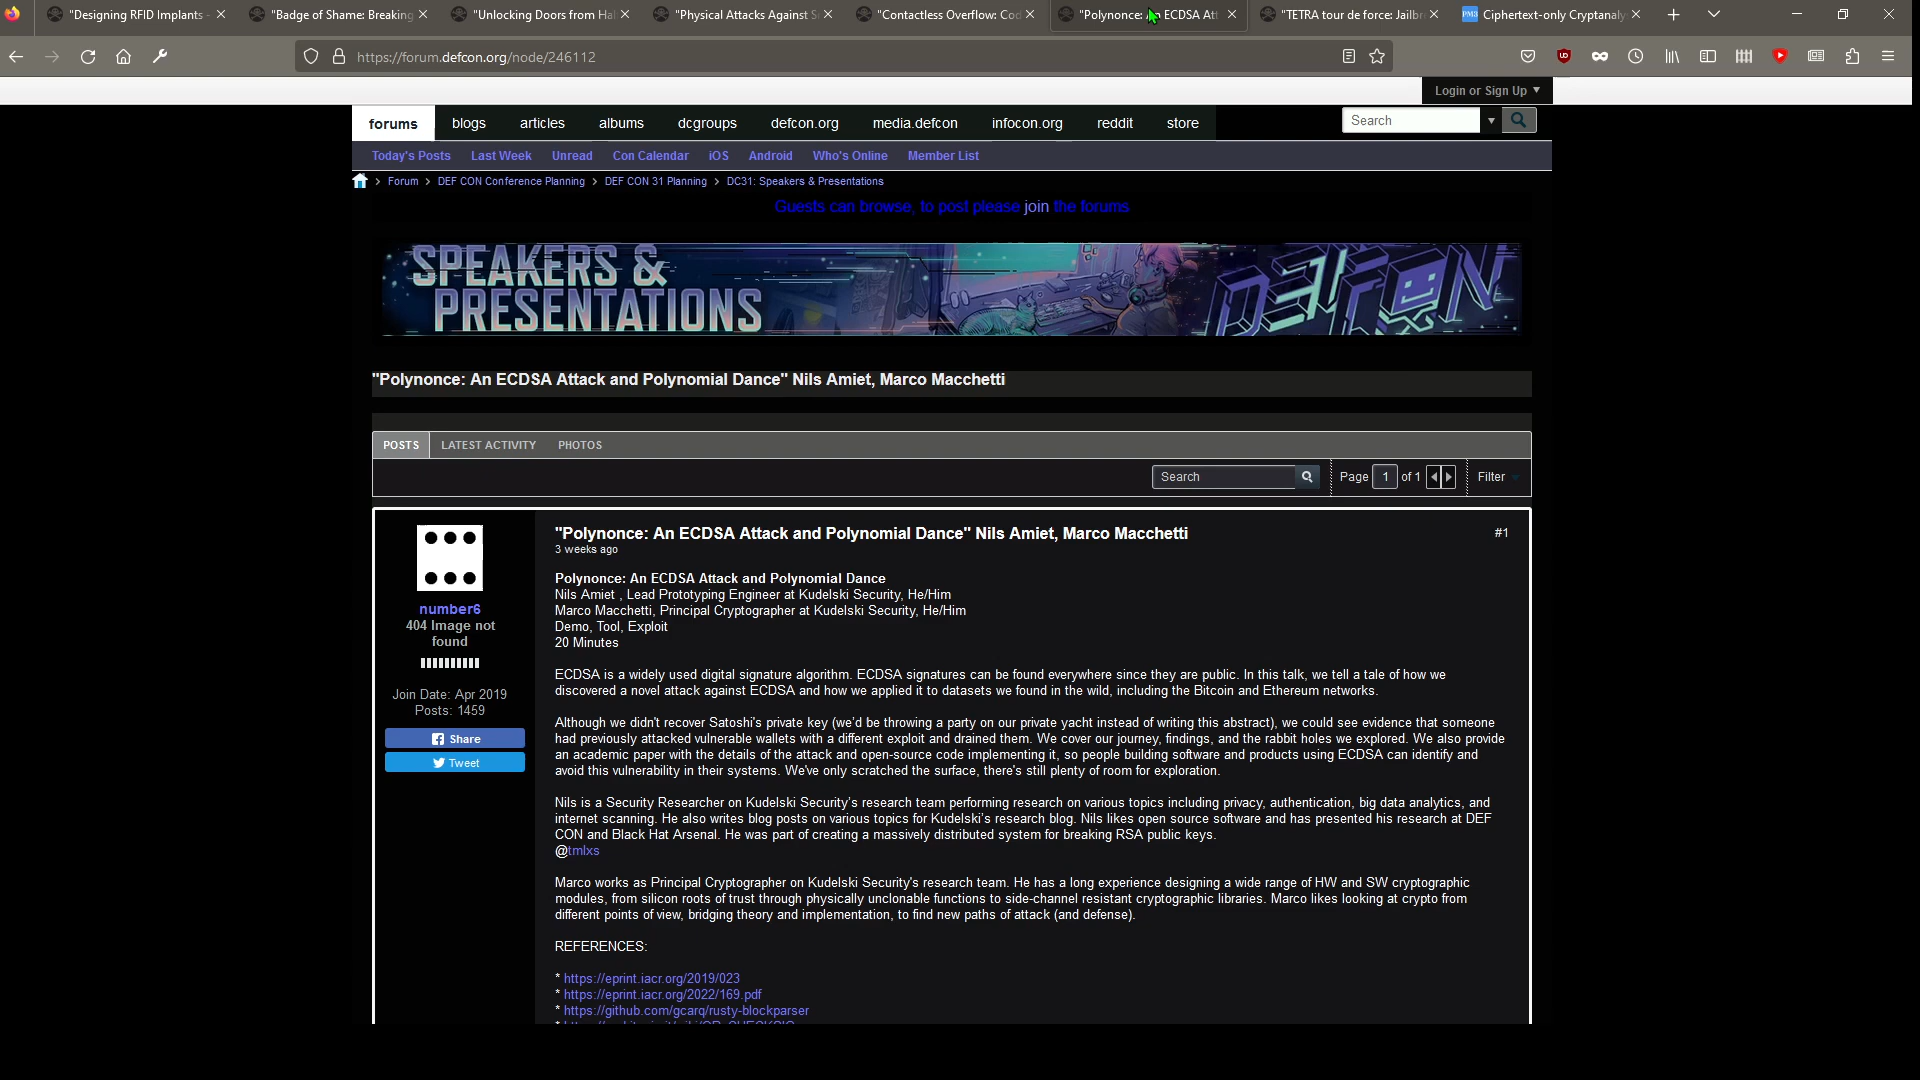 "Designing RFID Implants -
"Badge of Shame: Breaking
"Unlocking Doors from Ha
"Physical Attacks Against S
"Contactless Overflow: Co
"Polynonce: An ECDSA Att
"TETRA tour de force: Jailbr
PM3 Ciphertext-only Cryptanaly
https://forum.defcon.org/node/246112
Login or Sign Up
forums blogs articles albums dcgroups defcon.org media.defcon infocon.org reddit store
Search
Today's Posts Last Week Unread Con Calendar iOS Android Who's Online Member List
Forum DEF CON Conference Planning DEF CON 31 Planning DC31: Speakers & Presentations
Guests can browse, to post please join the forums
SPEAKERS &
PRESENTATIONS
DEFCON
"Polynonce: An ECDSA Attack and Polynomial Dance" Nils Amiet, Marco Macchetti
POSTS LATEST ACTIVITY PHOTOS
Search Page 1 of 1 Filter
number6
404 Image not
found
Join Date: Apr 2019
Posts: 1459
Share
Tweet
"Polynonce: An ECDSA Attack and Polynomial Dance" Nils Amiet, Marco Macchetti #1
3 weeks ago
Polynonce: An ECDSA Attack and Polynomial Dance
Nils Amiet , Lead Prototyping Engineer at Kudelski Security, He/Him
Marco Macchetti, Principal Cryptographer at Kudelski Security, He/Him
Demo, Tool, Exploit
20 Minutes
ECDSA is a widely used digital signature algorithm. ECDSA signatures can be found everywhere since they are public. In this talk, we tell a tale of how we
discovered a novel attack against ECDSA and how we applied it to datasets we found in the wild, including the Bitcoin and Ethereum networks.
Although we didn't recover Satoshi's private key (we'd be throwing a party on our private yacht instead of writing this abstract), we could see evidence that someone
had previously attacked vulnerable wallets with a different exploit and drained them. We cover our journey, findings, and the rabbit holes we explored. We also provide
an academic paper with the details of the attack and open-source code implementing it, so people building software and products using ECDSA can identify and
avoid this vulnerability in their systems. We've only scratched the surface, there's still plenty of room for exploration.
Nils is a Security Researcher on Kudelski Security's research team performing research on various topics including privacy, authentication, big data analytics, and
internet scanning. He also writes blog posts on various topics for Kudelski's research blog. Nils likes open source software and has presented his research at DEF
CON and Black Hat Arsenal. He was part of creating a massively distributed system for breaking RSA public keys.
@tmlxs
Marco works as Principal Cryptographer on Kudelski Security's research team. He has a long experience designing a wide range of HW and SW cryptographic
modules, from silicon roots of trust through physically unclonable functions to side-channel resistant cryptographic libraries. Marco likes looking at crypto from
different points of view, bridging theory and implementation, to find new paths of attack (and defense).
REFERENCES:
* https://eprint.iacr.org/2019/023
* https://eprint.iacr.org/2022/169.pdf
* https://github.com/gcarq/rusty-blockparser